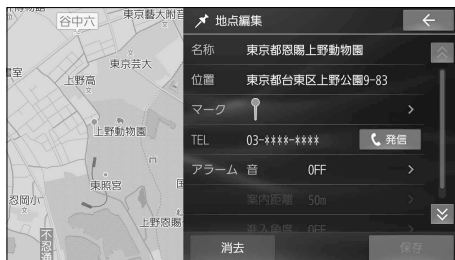 谷中六
東京藝大附音
東京芸大
上野高
上野動物園
東照宮
忍岡小
上野恩賜
不忍通
地点編集
名称 東京都恩賜上野動物園
位置 東京都台東区上野公園9-83
マーク
TEL 03-****-**** 発信
アラーム 音 OFF
案内距離 50m
進入角度 OFF
消去 保存